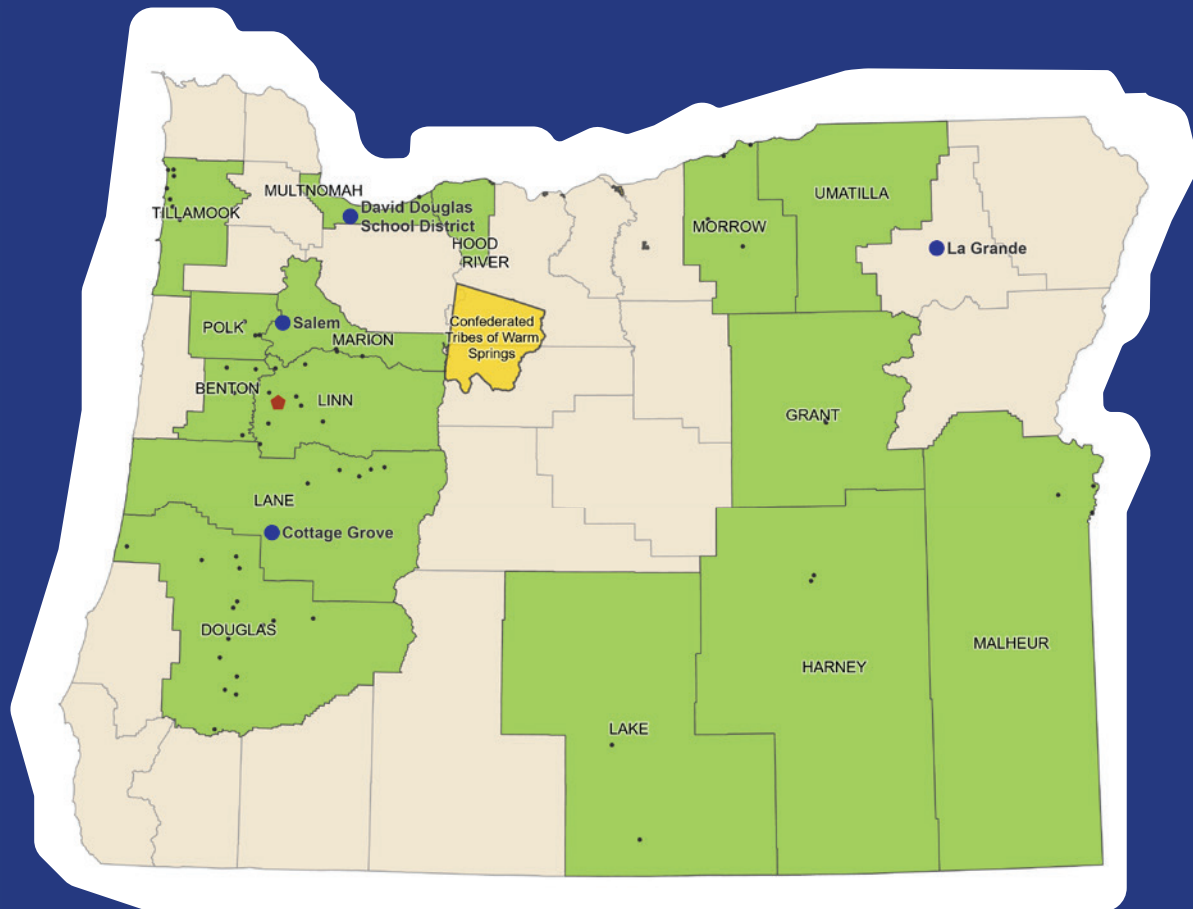 MULTNOMAH
UMATILLA
TILLAMOOK
David Douglas
School District
MORROW
HOOD
RIVER
La Grande
Confederated
Tribes of Warm
Springs
Salem
POLK
MARION
BENTON
LINN
GRANT
LANE
Cottage Grove
DOUGLAS
MALHEUR
HARNEY
LAKE